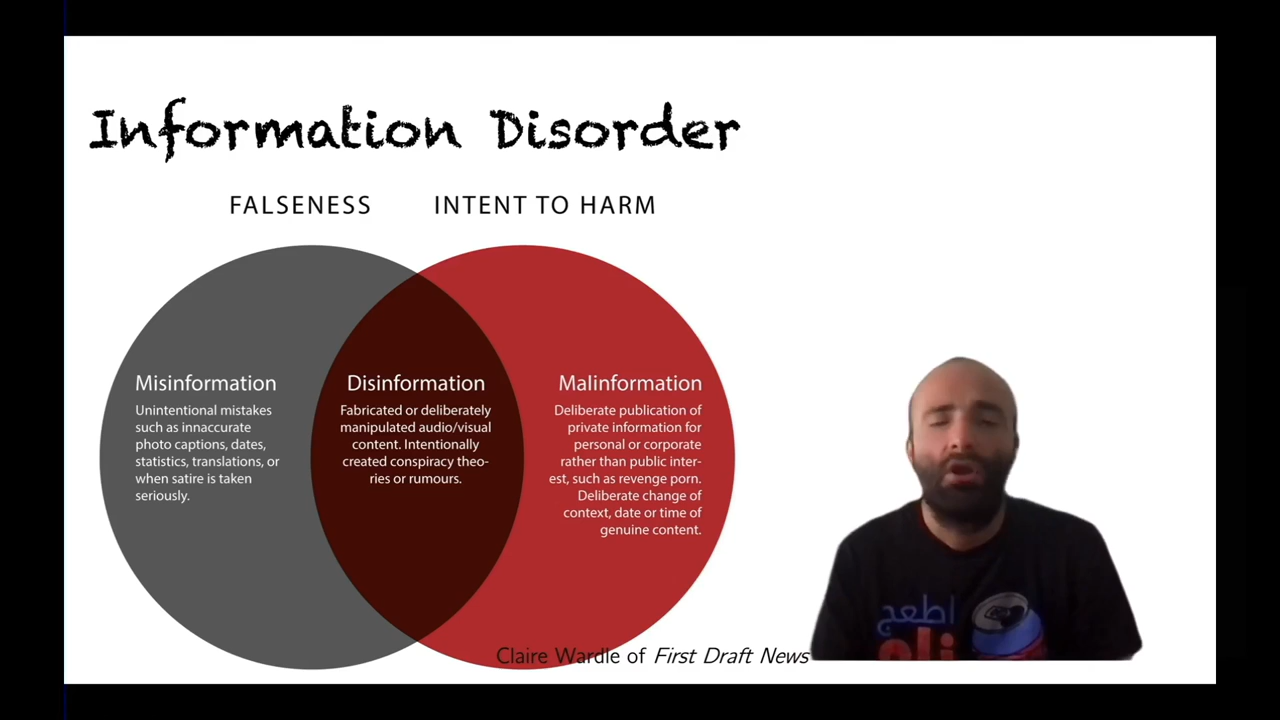 Information Disorder
FALSENESS
INTENT TO HARM
Misinformation
Unintentional mistakes
such as innaccurate
photo captions, dates,
statistics, translations, or
when satire is taken
seriously.
Disinformation
Fabricated or deliberately
manipulated audio/visual
content. Intentionally
created conspiracy theo-
ries or rumours.
Malinformation
Deliberate publication of
private information for
personal or corporate
rather than public inter-
est, such as revenge porn.
Deliberate change of
context, date or time of
genuine content.
Claire Wardle of First Draft News
اطعج